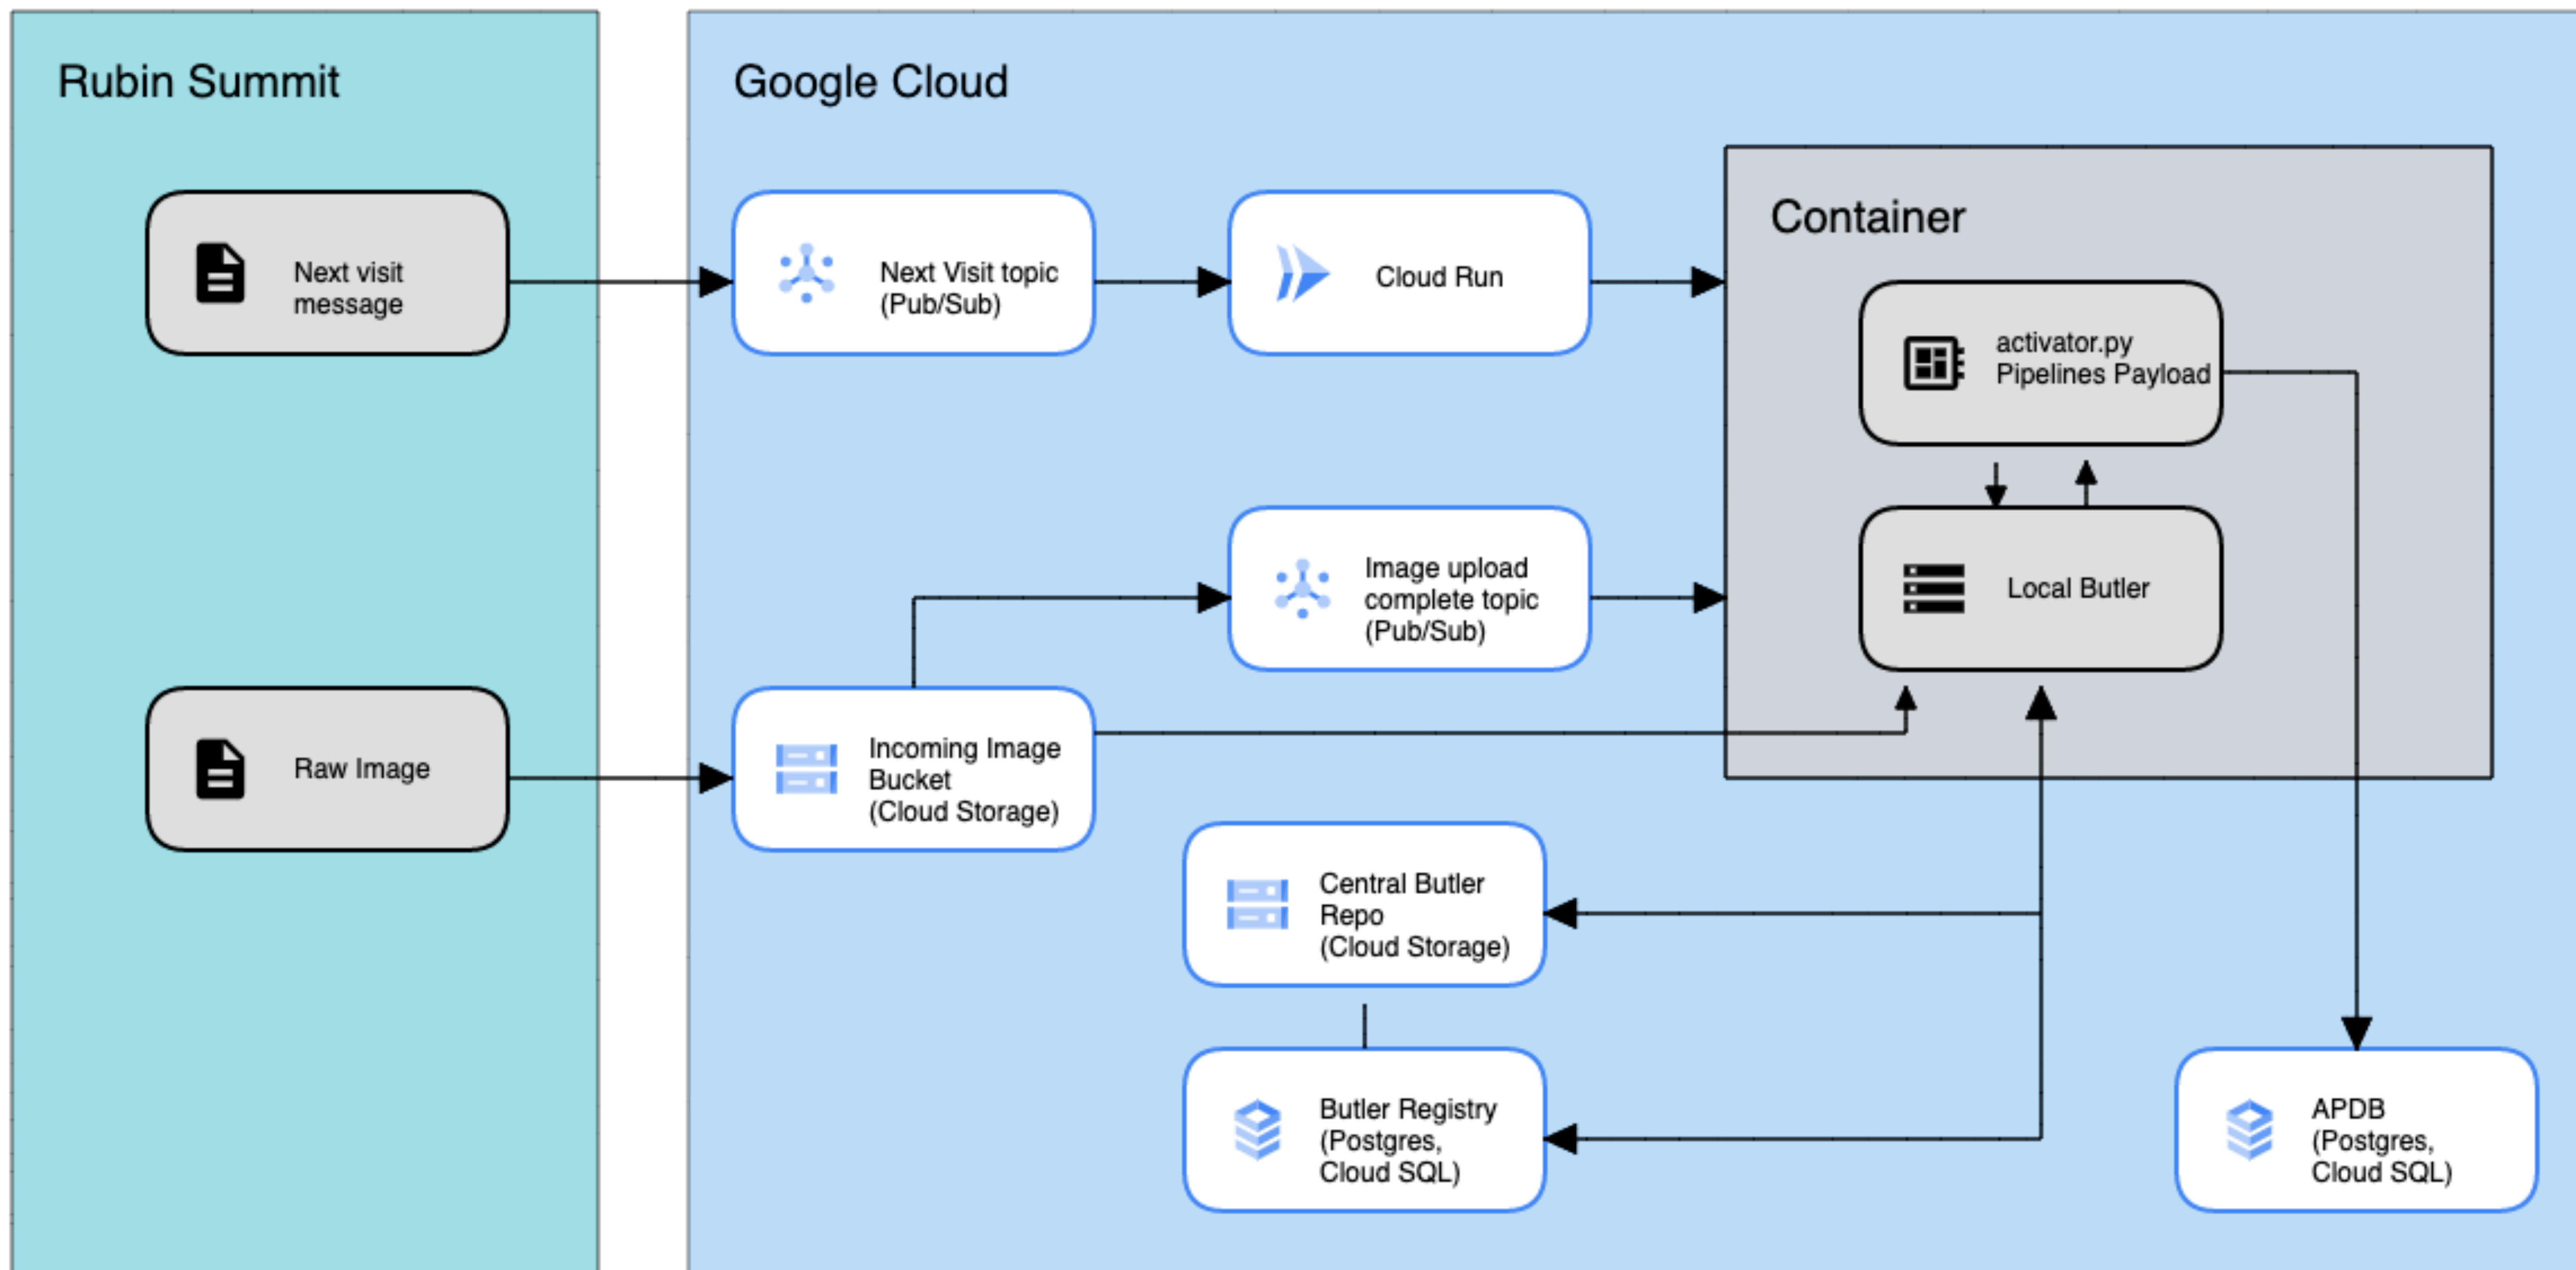 Rubin Summit
Google Cloud
Container
Next visit
message
Next Visit topic
(Pub/Sub)
Cloud Run
activator.py
Pipelines Payload
Image upload
complete topic
(Pub/Sub)
Local Butler
Raw Image
Incoming Image
Bucket
(Cloud Storage)
Central Butler
Repo
(Cloud Storage)
Butler Registry
(Postgres,
Cloud SQL)
APDB
(Postgres,
Cloud SQL)